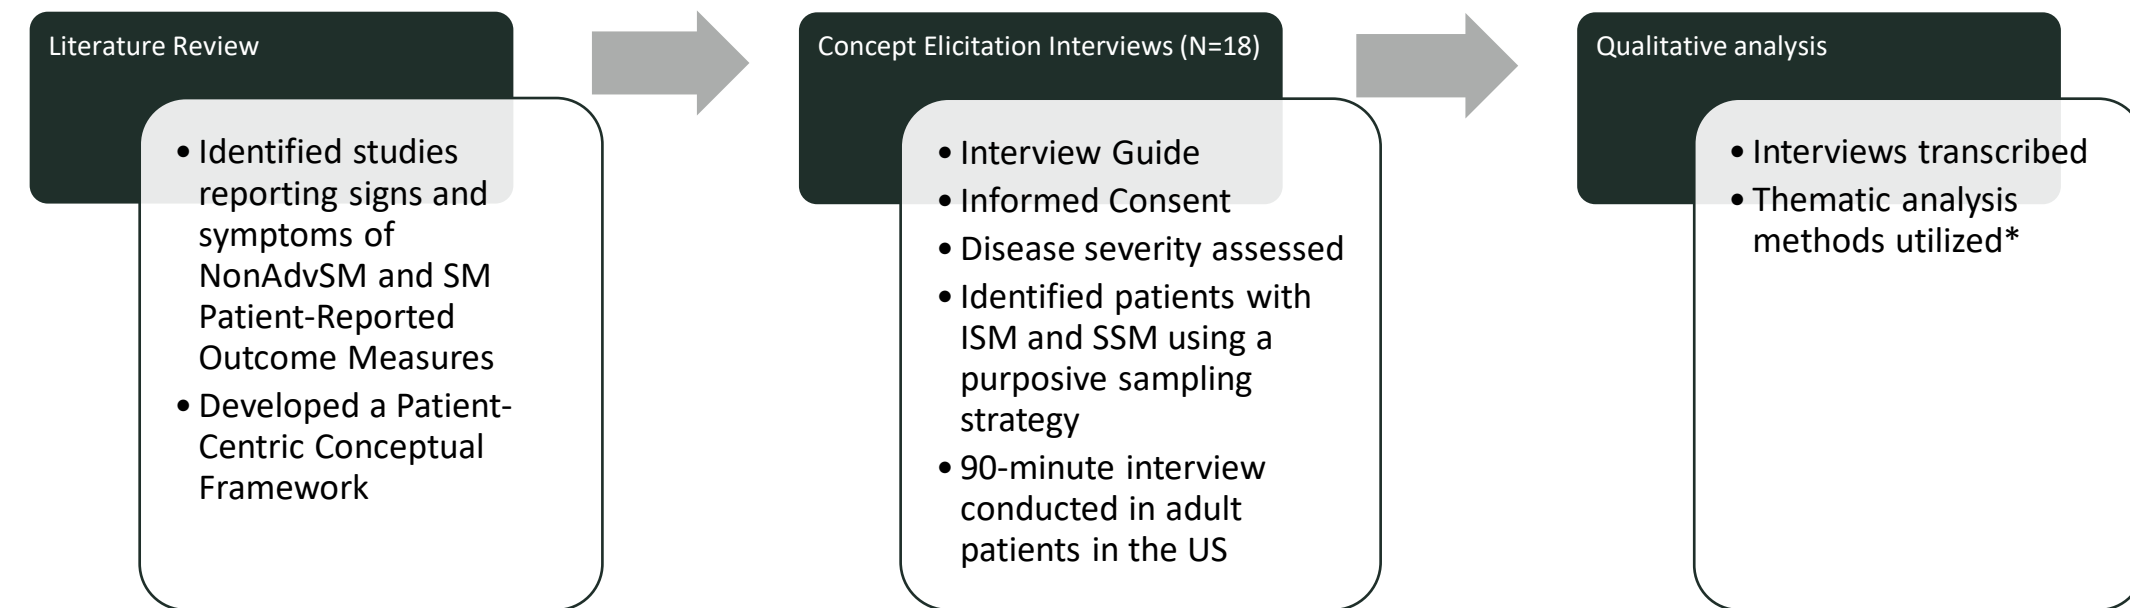 Literature Review
• Identified studies
reporting signs and
symptoms of
NonAdvSM and SM
Patient-Reported
Outcome Measures
• Developed a Patient-
Centric Conceptual
Framework
Concept Elicitation Interviews (N=18)
• Interview Guide
• Informed Consent
• Disease severity assessed
• Identified patients with
ISM and SSM using a
purposive sampling
strategy
• 90-minute interview
conducted in adult
patients in the US
Qualitative analysis
• Interviews transcribed
• Thematic analysis
methods utilized*